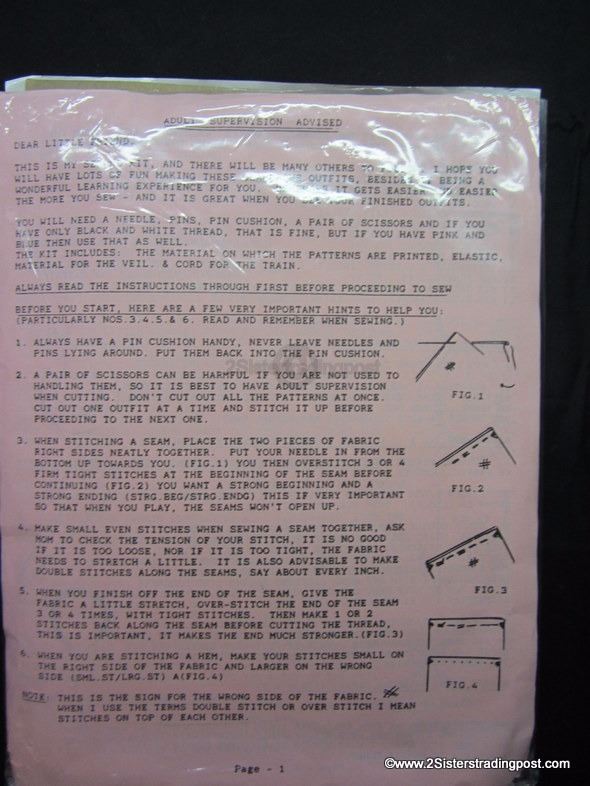 ADULT SUPERVISION ADVISED
DEAR LITTLE FRIEND,
THIS IS MY KIT, AND THERE WILL BE MANY OTHERS TO I HOPE YOU
WILL HAVE LOTS OF FUN MAKING THESE OUTFITS, BESIDES BEING A
WONDERFUL LEARNING EXPERIENCE FOR YOU. IT GETS EASIER EASIER
THE MORE YOU SEW - AND IT IS GREAT WHEN YOU YOUR FINISHED OUTFITS.
YOU WILL NEED A NEEDLE, PINS, PIN CUSHION, A PAIR OF SCISSORS AND IF YOU
HAVE ONLY BLACK AND WHITE THREAD, THAT IS FINE, BUT IF YOU HAVE PINK AND
BLUE THEN USE THAT AS WELL.
THE KIT INCLUDES: THE MATERIAL ON WHICH THE PATTERNS ARE PRINTED, ELASTIC,
MATERIAL FOR THE VEIL. & CORD FOR THE TRAIN.
ALWAYS READ THE INSTRUCTIONS THROUGH FIRST BEFORE PROCEEDING TO SEW
BEFORE YOU START, HERE ARE A FEW VERY IMPORTANT HINTS TO HELP YOU:
(PARTICULARLY NOS.3.4.5.& 6. READ AND REMEMBER WHEN SEWING.)
1. ALWAYS HAVE A PIN CUSHION HANDY, NEVER LEAVE NEEDLES AND
PINS LYING AROUND. PUT THEM BACK INTO THE PIN CUSHION.
2. A PAIR OF SCISSORS CAN BE HARMFUL IF YOU ARE NOT USED TO
HANDLING THEM, SO IT IS BEST TO HAVE ADULT SUPERVISION
WHEN CUTTING. DON'T CUT OUT ALL THE PATTERNS AT ONCE.
CUT OUT ONE OUTFIT AT A TIME AND STITCH IT UP BEFORE
PROCEEDING TO THE NEXT ONE.
FIG.1
3. WHEN STITCHING A SEAM, PLACE THE TWO PIECES OF FABRIC
RIGHT SIDES NEATLY TOGETHER. PUT YOUR NEEDLE IN FROM THE
BOTTOM UP TOWARDS YOU. (FIG.1) YOU THEN OVERSTITCH 3 OR 4
FIRM TIGHT STITCHES AT THE BEGINNING OF THE SEAM BEFORE
CONTINUING (FIG.2) YOU WANT A STRONG BEGINNING AND A
STRONG ENDING (STRG.BEG/STRG.ENDG) THIS IF VERY IMPORTANT
SO THAT WHEN YOU PLAY, THE SEAMS WON'T OPEN UP.
FIG.2
4. MAKE SMALL EVEN STITCHES WHEN SEWING A SEAM TOGETHER, ASK
MOM TO CHECK THE TENSION OF YOUR STITCH, IT IS NO GOOD
IF IT IS TOO LOOSE, NOR IF IT IS TOO TIGHT, THE FABRIC
NEEDS TO STRETCH A LITTLE. IT IS ALSO ADVISABLE TO MAKE
DOUBLE STITCHES ALONG THE SEAMS, SAY ABOUT EVERY INCH.
FIG.3
5. WHEN YOU FINISH OFF THE END OF THE SEAM, GIVE THE
FABRIC A LITTLE STRETCH, OVER-STITCH THE END OF THE SEAM
3 OR 4 TIMES, WITH TIGHT STITCHES. THEN MAKE 1 OR 2
STITCHES BACK ALONG THE SEAM BEFORE CUTTING THE THREAD,
THIS IS IMPORTANT, IT MAKES THE END MUCH STRONGER.(FIG.3)
6. WHEN YOU ARE STITCHING A HEM, MAKE YOUR STITCHES SMALL ON
THE RIGHT SIDE OF THE FABRIC AND LARGER ON THE WRONG
SIDE (SML.ST/LRG.ST) A(FIG.4)
FIG.4
NOTE: THIS IS THE SIGN FOR THE WRONG SIDE OF THE FABRIC. #
WHEN I USE THE TERMS DOUBLE STITCH OR OVER STITCH I MEAN
STITCHES ON TOP OF EACH OTHER.
Page - 1
©www.2Sisterstradingpost.com